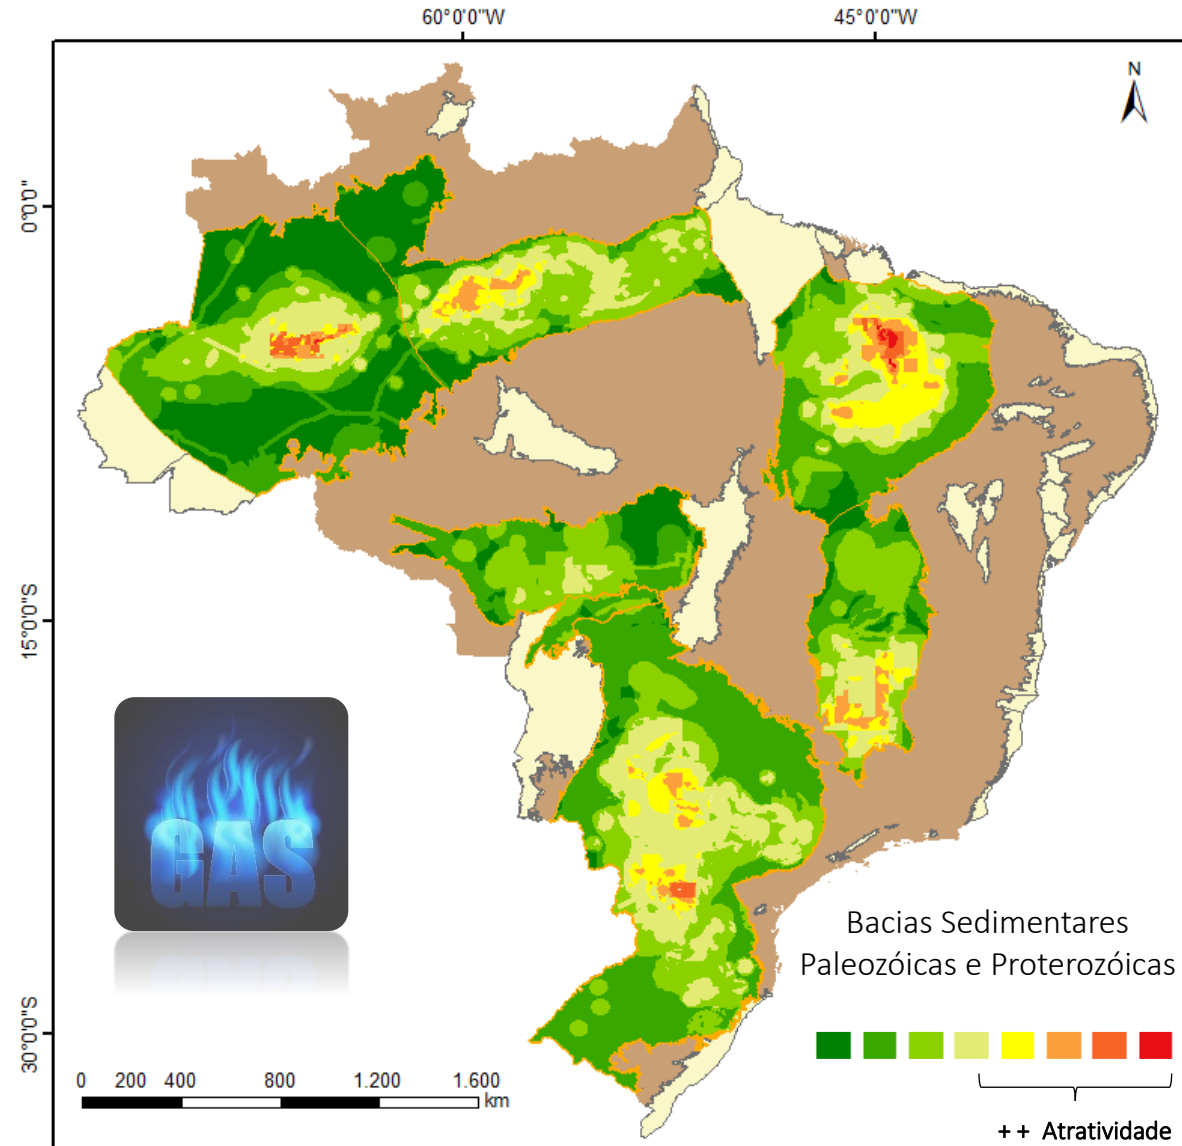 60°0'0"W 45°0'0"W
N
0°0'0"
15°0'0"S
GAS
Bacias Sedimentares
Paleozóicas e Proterozóicas
30°0'0"S
0 200 400 800 1.200 1.600
km
++ Atratividade